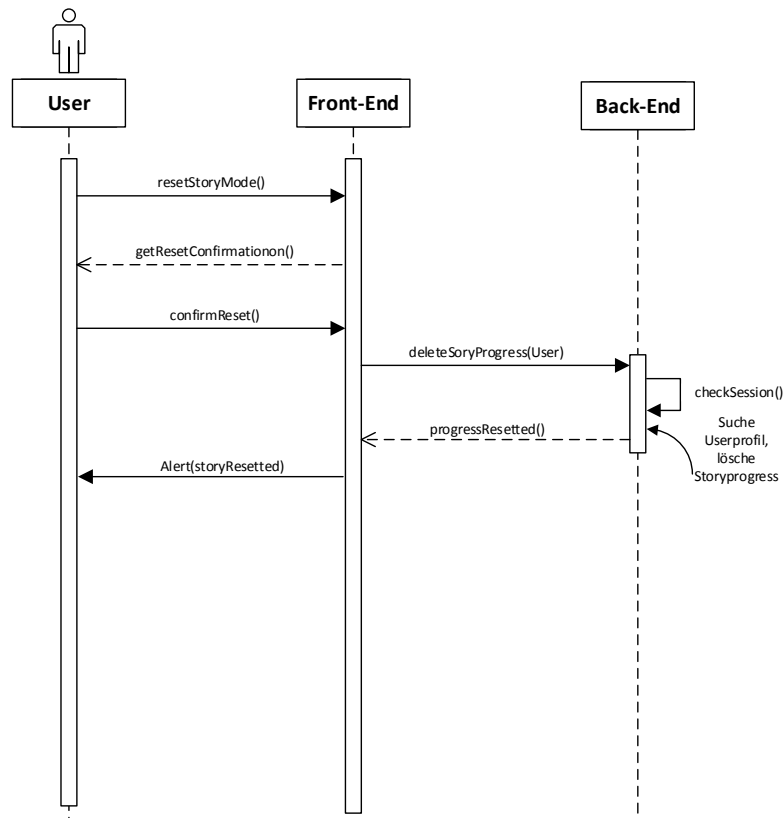 User
Front-End
Back-End
resetStoryMode()
getResetConfirmationon()
confirmReset()
deleteSoryProgress(User)
checkSession()
Suche
Userprofil,
lösche
Storyprogress
progressResetted()
Alert(storyResetted)